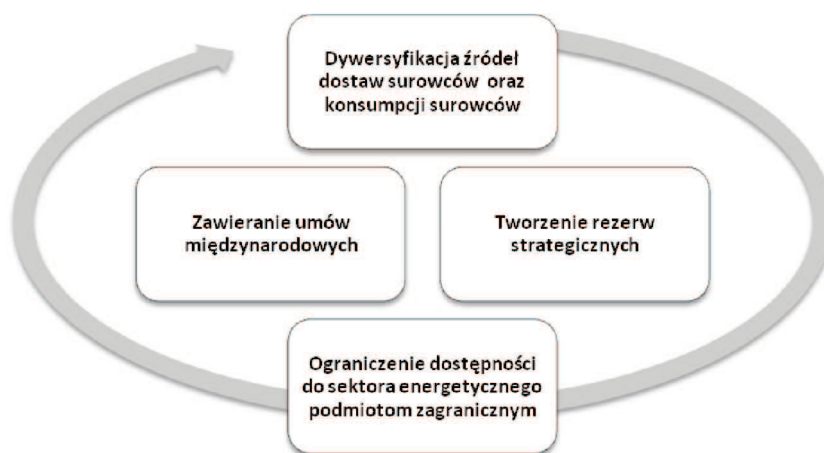 Dywersyfikacja źródeł
dostaw surowców oraz
konsumpcji surowców
Zawieranie umów
międzynarodowych
Tworzenie rezerw
strategicznych
Ograniczenie dostępności
do sektora energetycznego
podmiotom zagranicznym